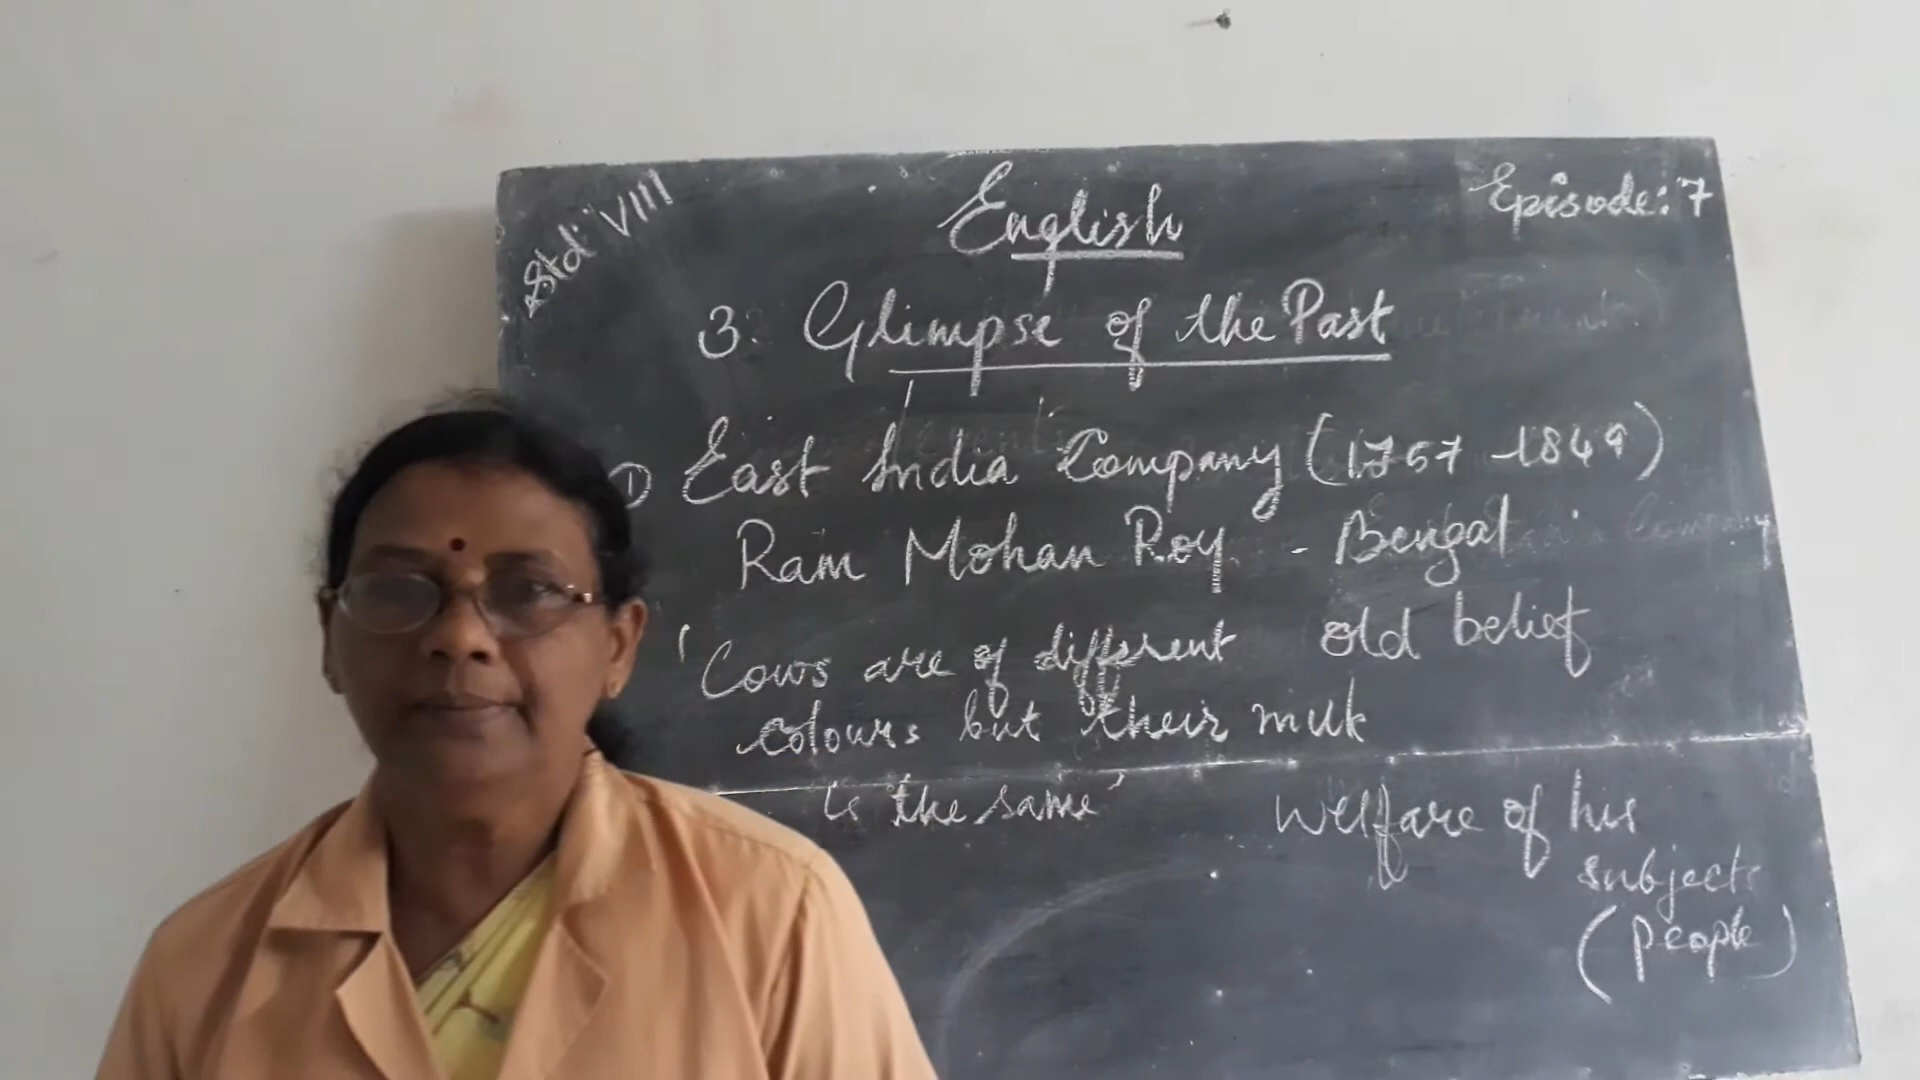 Std: VIII
English
Episode: 7
3. Glimpse of the Past
① East India Company (1757 - 1849)
Ram Mohan Roy - Bengal
'Cows are of different
old belief
colours but their milk
is the same'
Welfare of his
subjects
(People)